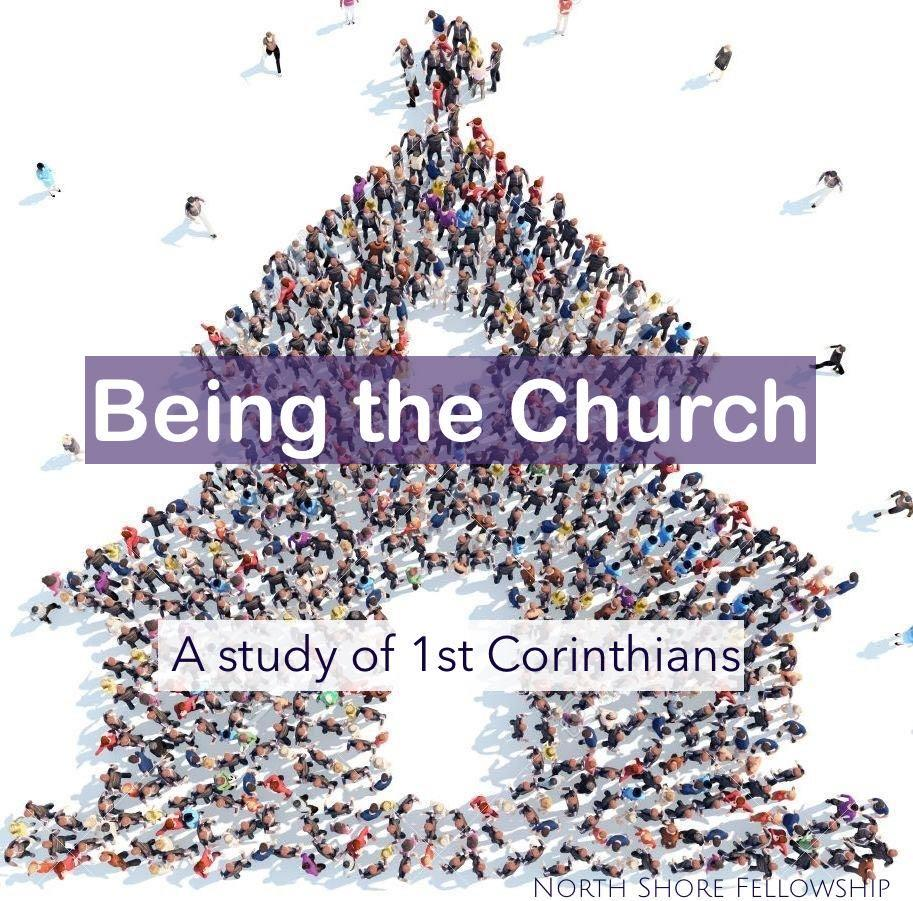 Being the Church
A study of 1st Corinthians
North Shore Fellowship